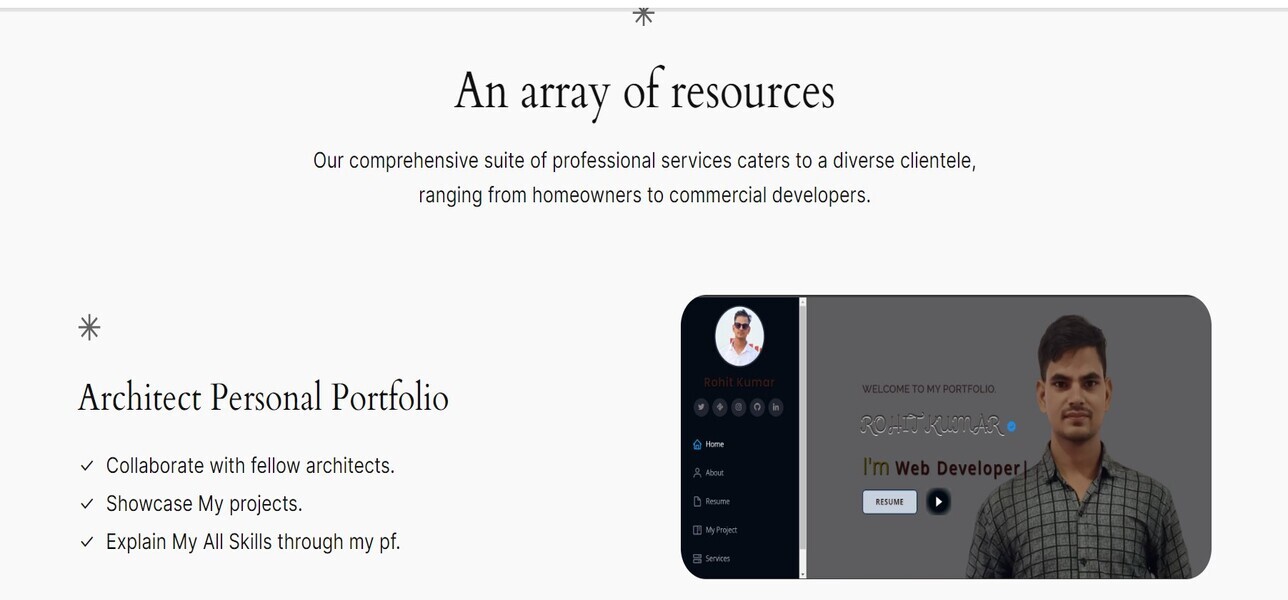 An array of resources
Our comprehensive suite of professional services caters to a diverse clientele,
ranging from homeowners to commercial developers.
Architect Personal Portfolio
Collaborate with fellow architects.
Showcase My projects.
Explain My All Skills through my pf.
Rohit Kumar
Home
About
Resume
My Project
Services
WELCOME TO MY PORTFOLIO.
ROHIT KUMAR
I'm Web Developer|
RESUME